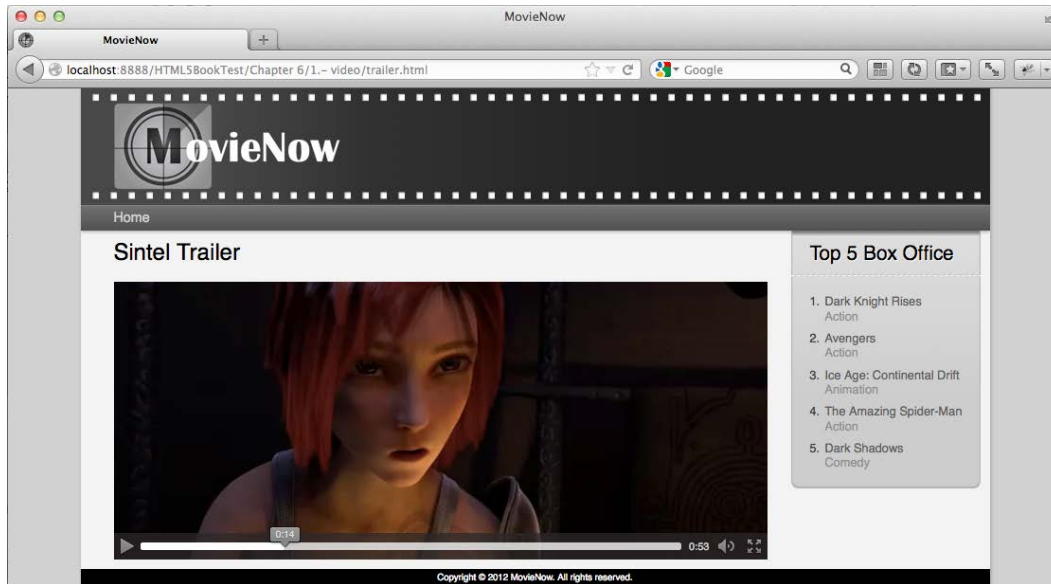 MovieNow
MovieNow
localhost:8888/HTML5BookTest/Chapter 6/1.- video/trailer.html
Google
MovieNow
Home
Sintel Trailer
Top 5 Box Office
1. Dark Knight Rises
Action
2. Avengers
Action
3. Ice Age: Continental Drift
Animation
4. The Amazing Spider-Man
Action
5. Dark Shadows
Comedy
0:14
0:53
Copyright © 2012 MovieNow. All rights reserved.